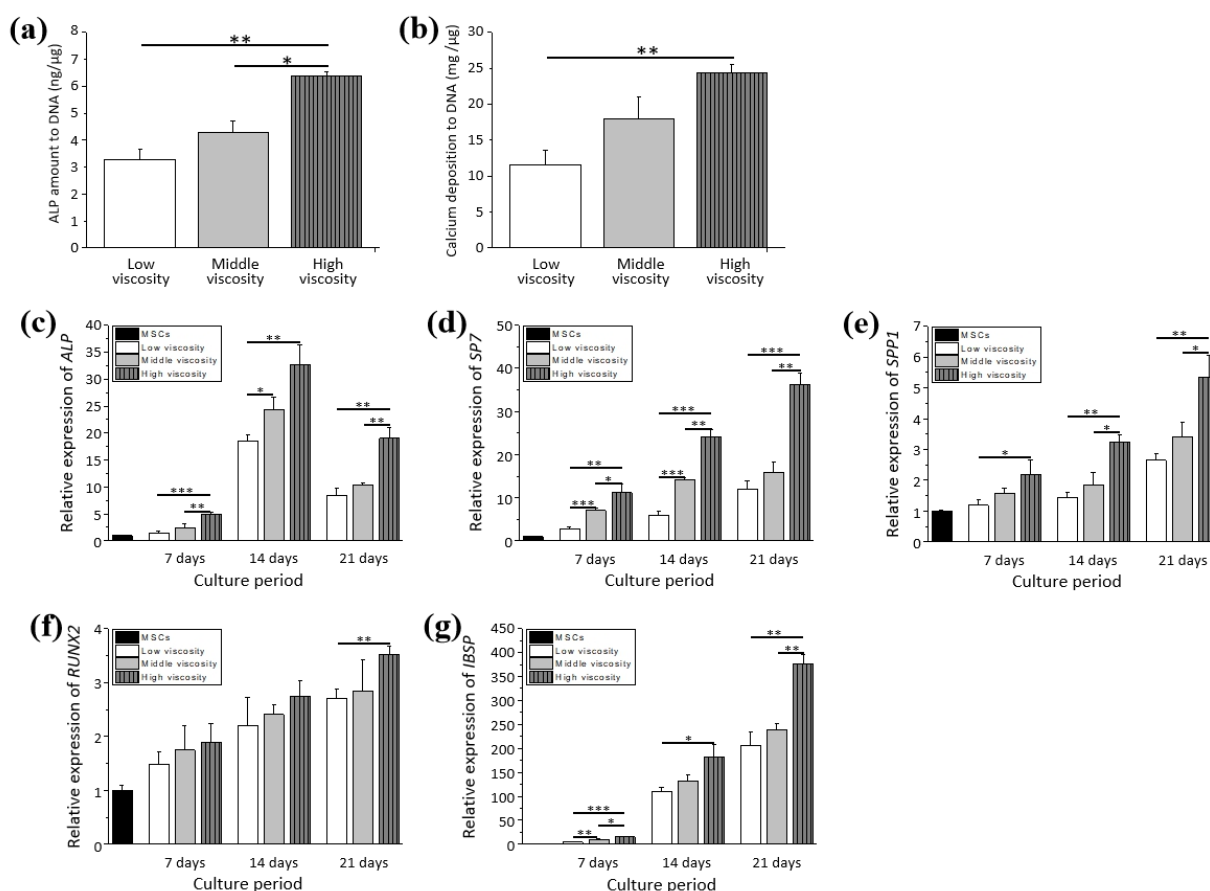 (a)
ALP amount to DNA (ng/µg)
8
7
6
5
4
3
2
1
0
**
*
Low viscosity
Middle viscosity
High viscosity
(b)
Calcium deposition to DNA (mg /µg)
30
25
20
15
10
5
0
**
Low viscosity
Middle viscosity
High viscosity
(c)
Relative expression of ALP
40
35
30
25
20
15
10
5
0
MSCs
Low viscosity
Middle viscosity
High viscosity
***
**
**
*
**
**
7 days 14 days 21 days
Culture period
(d)
Relative expression of SP7
50
40
30
20
10
0
MSCs
Low viscosity
Middle viscosity
High viscosity
**
*
***
***
**
***
***
**
7 days 14 days 21 days
Culture period
(e)
Relative expression of SPP1
7
6
5
4
3
2
1
0
MSCs
Low viscosity
Middle viscosity
High viscosity
*
**
*
**
*
7 days 14 days 21 days
Culture period
(f)
Relative expression of RUNX2
4
3
2
1
0
MSCs
Low viscosity
Middle viscosity
High viscosity
**
7 days 14 days 21 days
Culture period
(g)
Relative expression of IBSP
450
400
350
300
250
200
150
100
50
0
MSCs
Low viscosity
Middle viscosity
High viscosity
***
*
**
*
**
**
7 days 14 days 21 days
Culture period